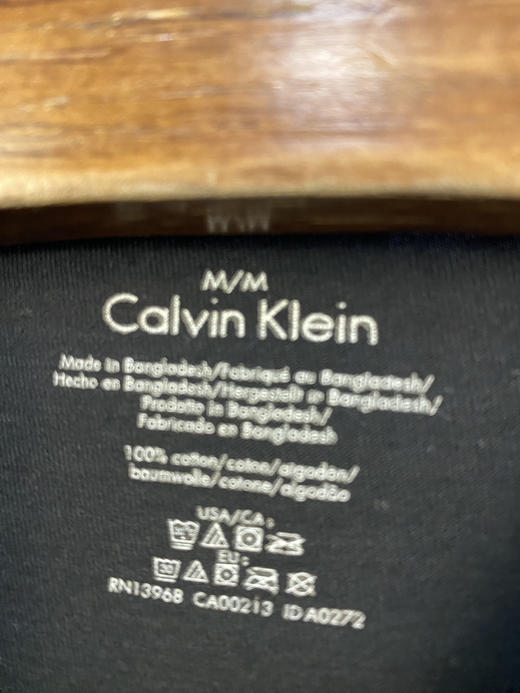 M/M
Calvin Klein
Made in Bangladesh/Fabriqué au Bangladesh/
Hecho en Bangladesh/Hergestellt in Bangladesh/
Prodotto in Bangladesh/
Fabricado en Bangladesh
100% cotton/coton/algodón/
baumwolle/cotone/algodão
USA/CA:
EU:
RN13968 CA00213 IDA0272